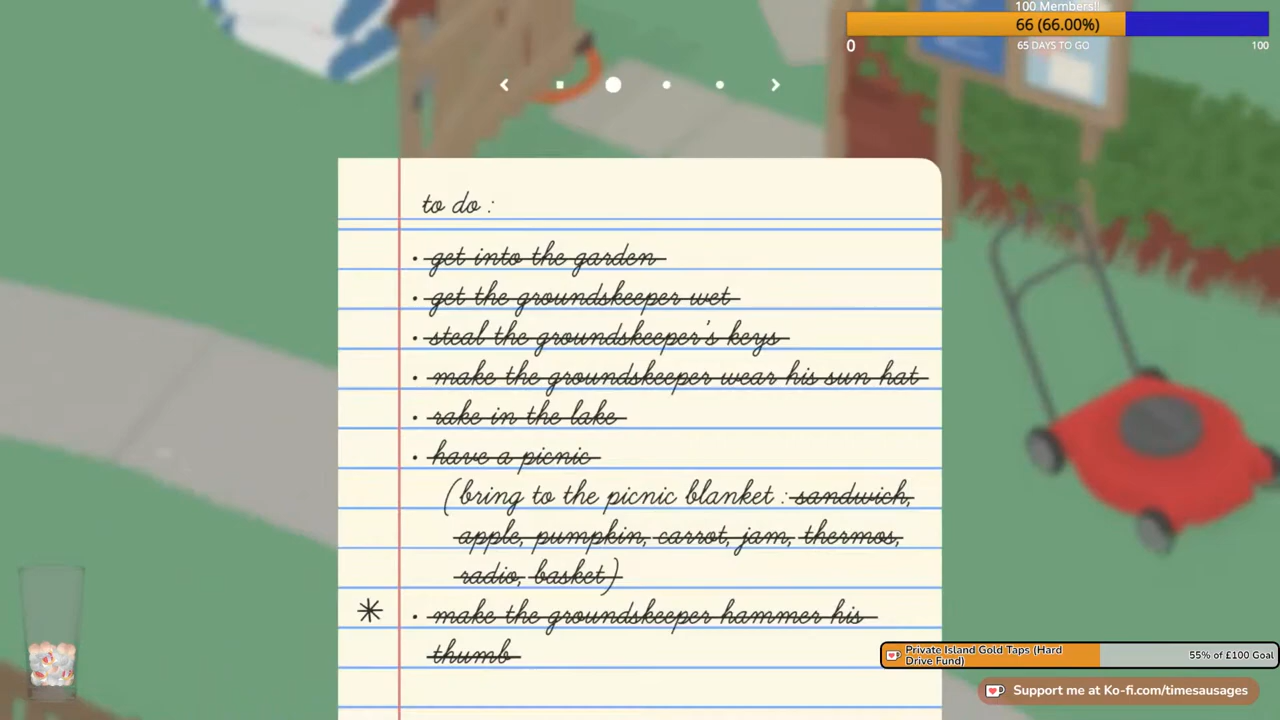 100 Members!!
66 (66.00%)
0 65 DAYS TO GO 100
to do :
• get into the garden
• get the groundskeeper wet
• steal the groundskeeper's keys
• make the groundskeeper wear his sun hat
• rake in the lake
• have a picnic
(bring to the picnic blanket : sandwich,
apple, pumpkin, carrot, jam, thermos,
radio, basket)
• make the groundskeeper hammer his
thumb
Private Island Gold Taps (Hard
Drive Fund)
55% of £100 Goal
Support me at Ko-fi.com/timesausages